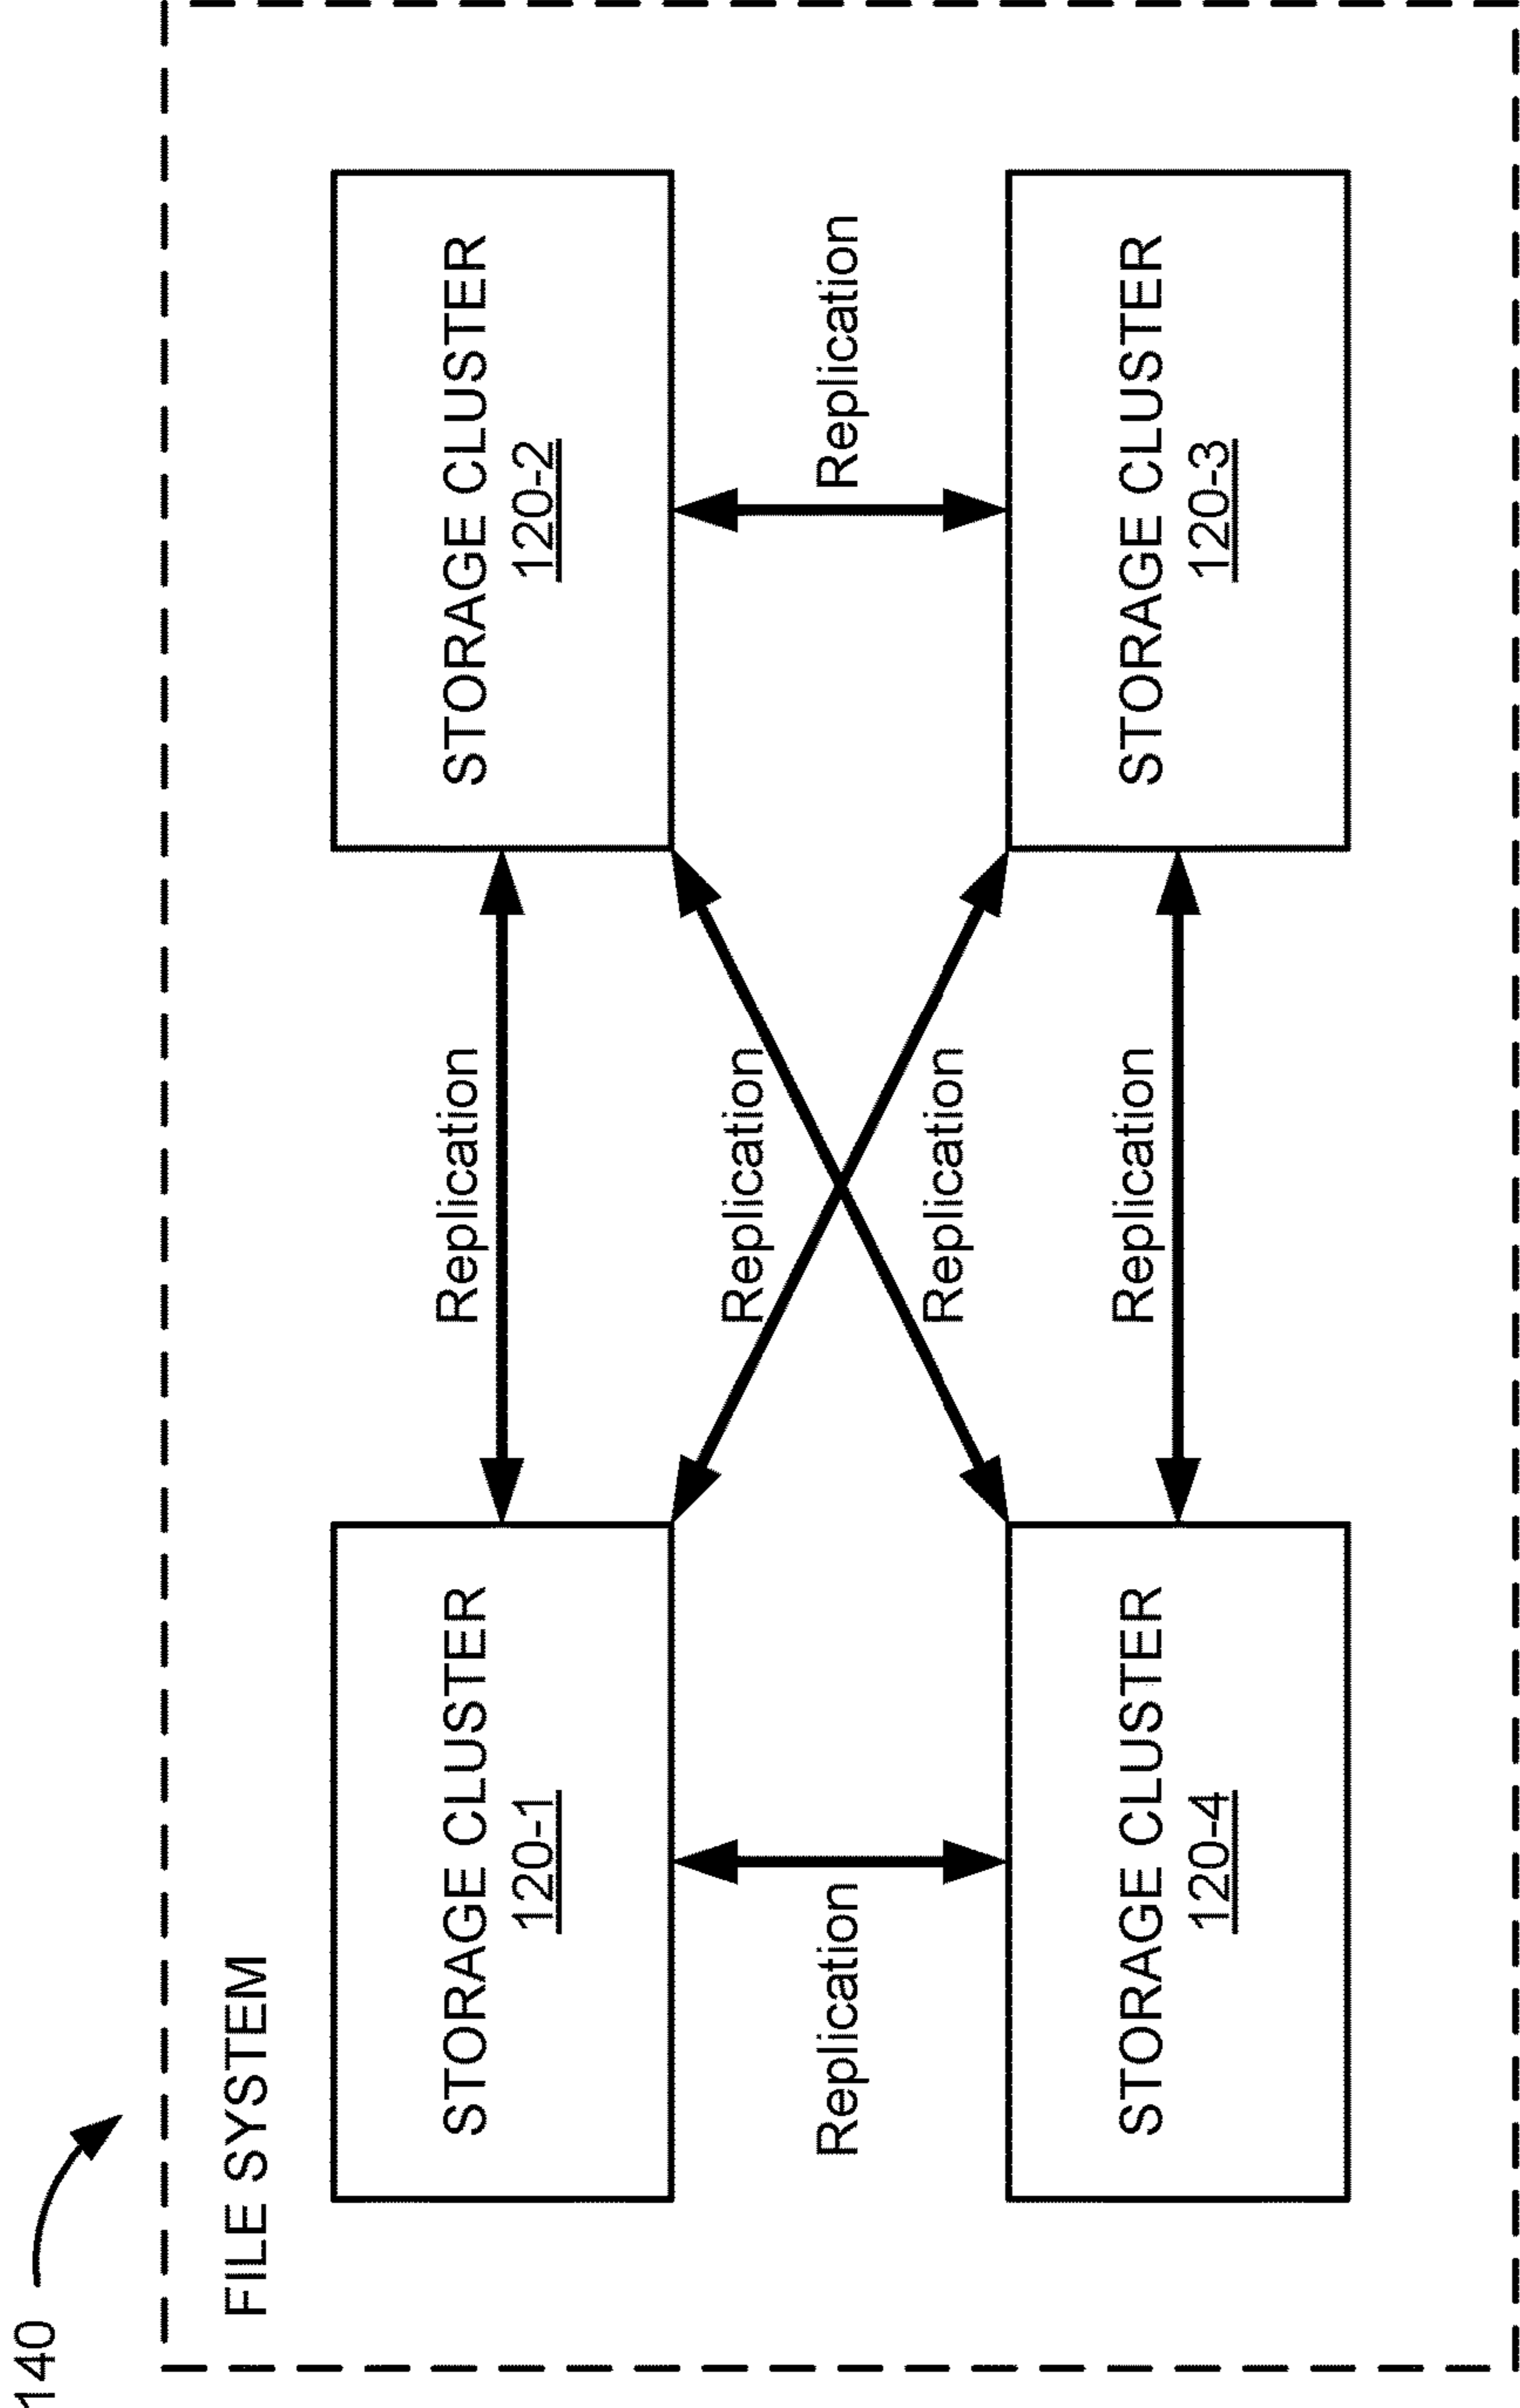 140
FILE SYSTEM
STORAGE CLUSTER
120-1
Replication
STORAGE CLUSTER
120-2
Replication
Replication
Replication
Replication
STORAGE CLUSTER
120-4
Replication
STORAGE CLUSTER
120-3